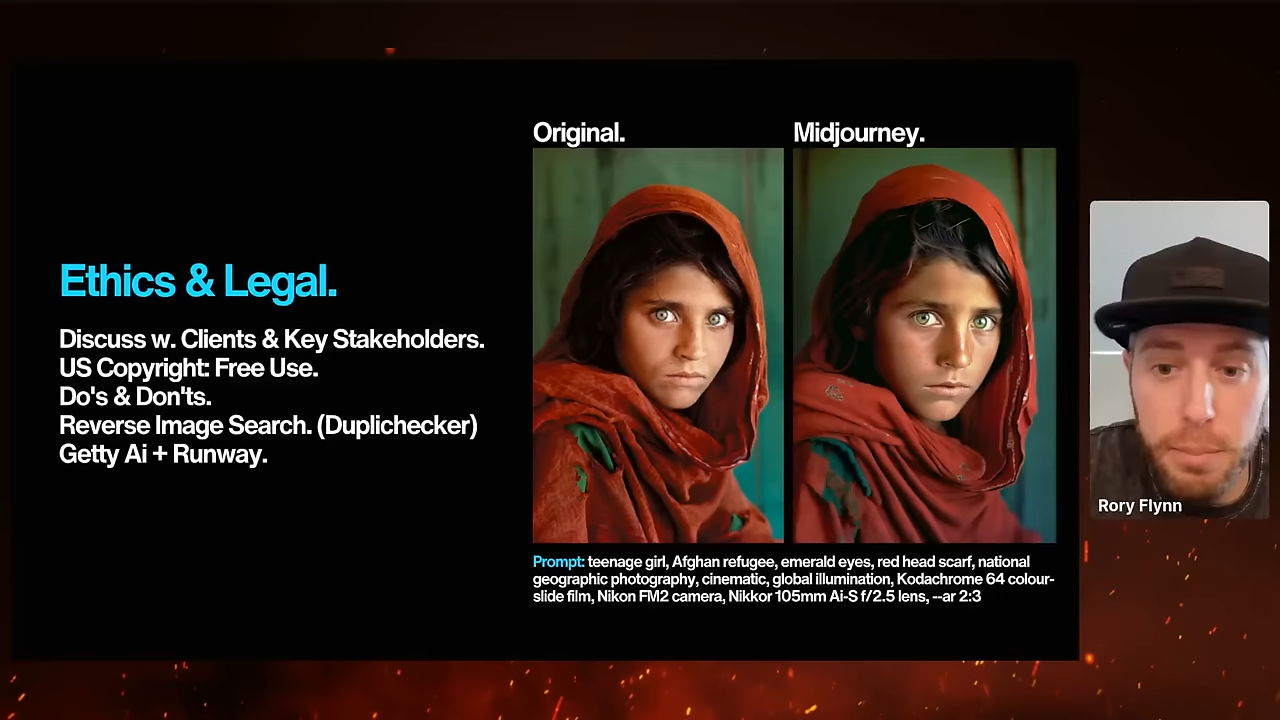 Ethics & Legal.
Discuss w. Clients & Key Stakeholders.
US Copyright: Free Use.
Do's & Don'ts.
Reverse Image Search. (Duplichecker)
Getty Ai + Runway.
Original.
Midjourney.
Prompt: teenage girl, Afghan refugee, emerald eyes, red head scarf, national
geographic photography, cinematic, global illumination, Kodachrome 64 colour-
slide film, Nikon FM2 camera, Nikkor 105mm Ai-S f/2.5 lens, --ar 2:3
Rory Flynn